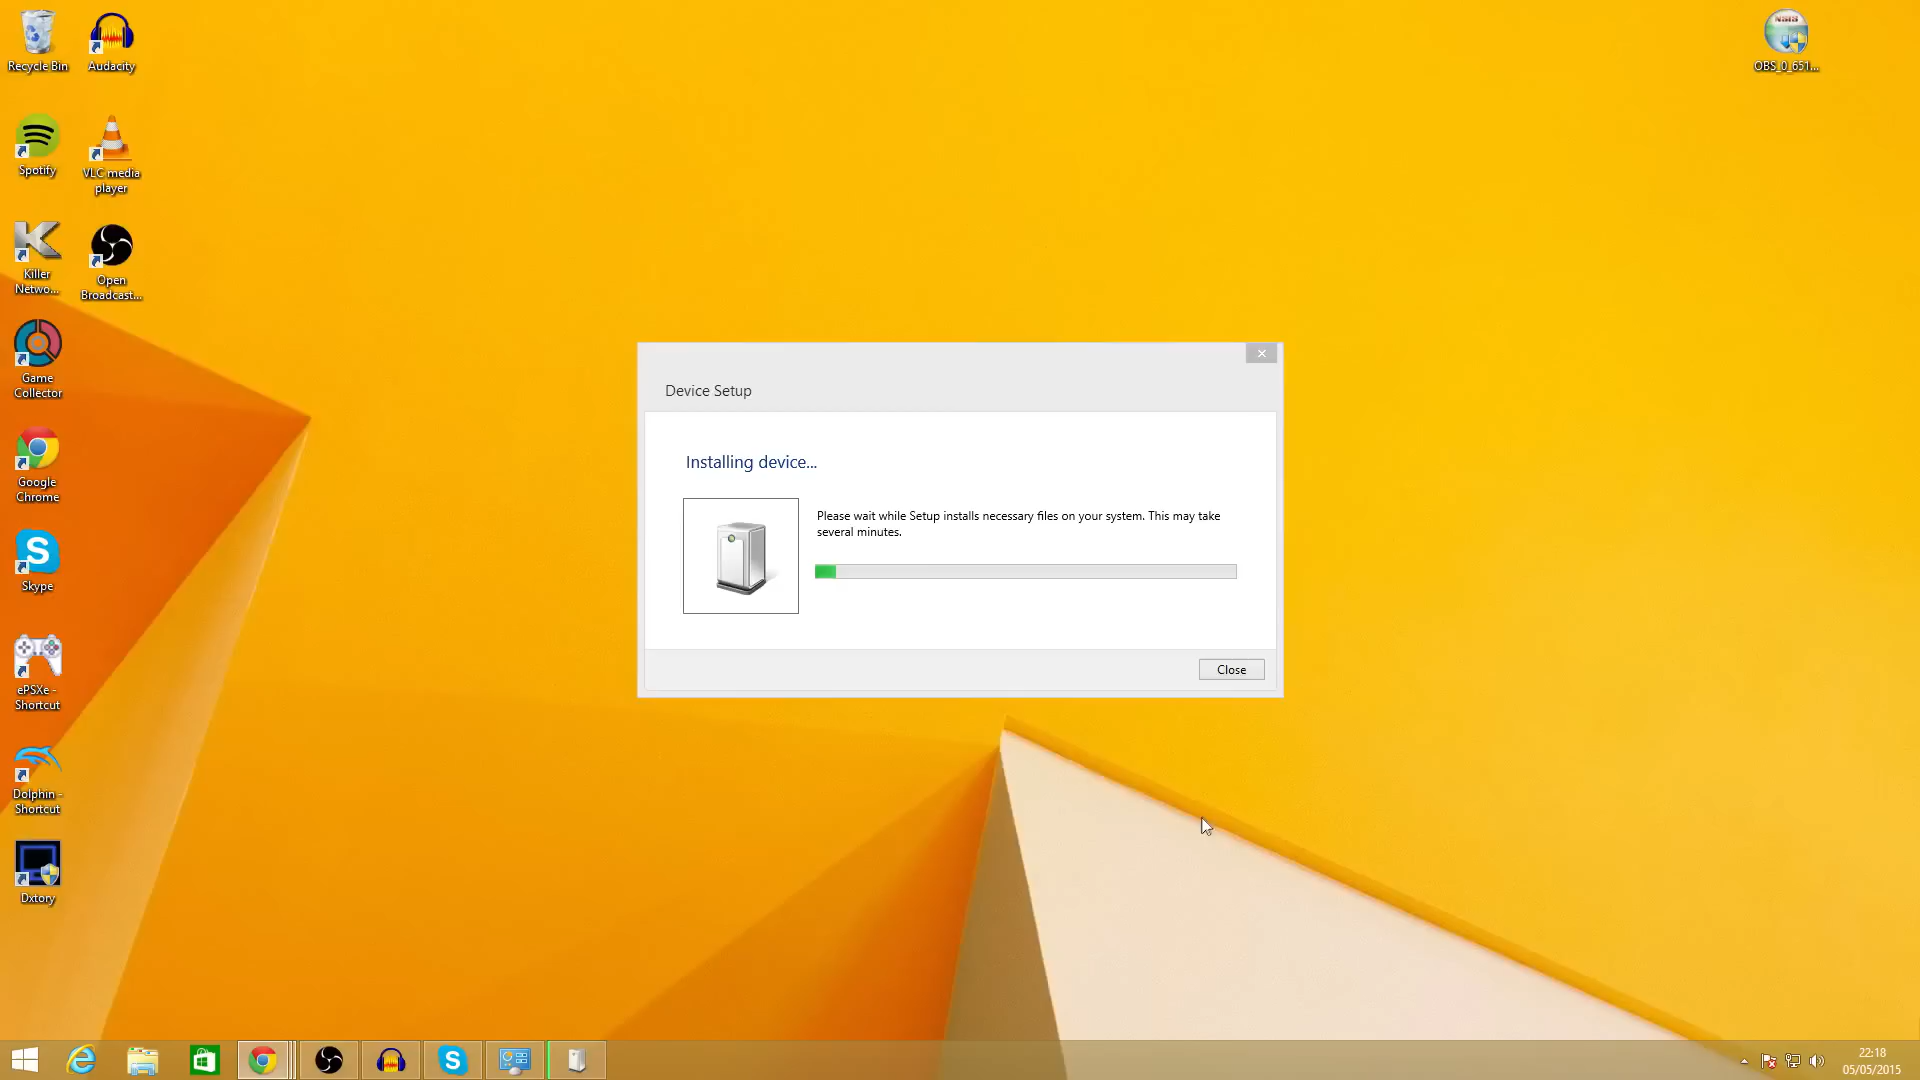 Recycle Bin
Audacity
Spotify
VLC media
player
Killer
Netwo...
Open
Broadcast...
Game
Collector
Google
Chrome
Skype
ePSXe -
Shortcut
Dolphin -
Shortcut
Dxtory
NSIS
OBS_0_651...
Device Setup
Installing device...
Please wait while Setup installs necessary files on your system. This may take
several minutes.
Close
22:18
05/05/2015